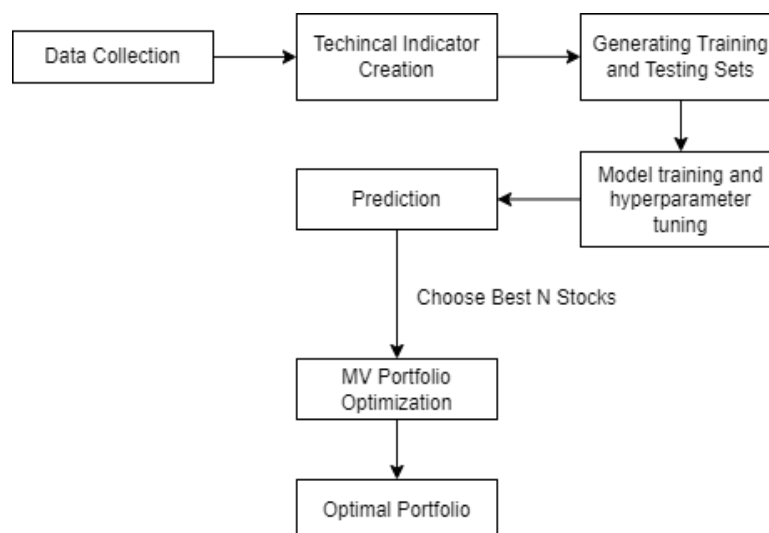 Data Collection
Techincal Indicator
Creation
Generating Training
and Testing Sets
Model training and
hyperparameter
tuning
Prediction
Choose Best N Stocks
MV Portfolio
Optimization
Optimal Portfolio